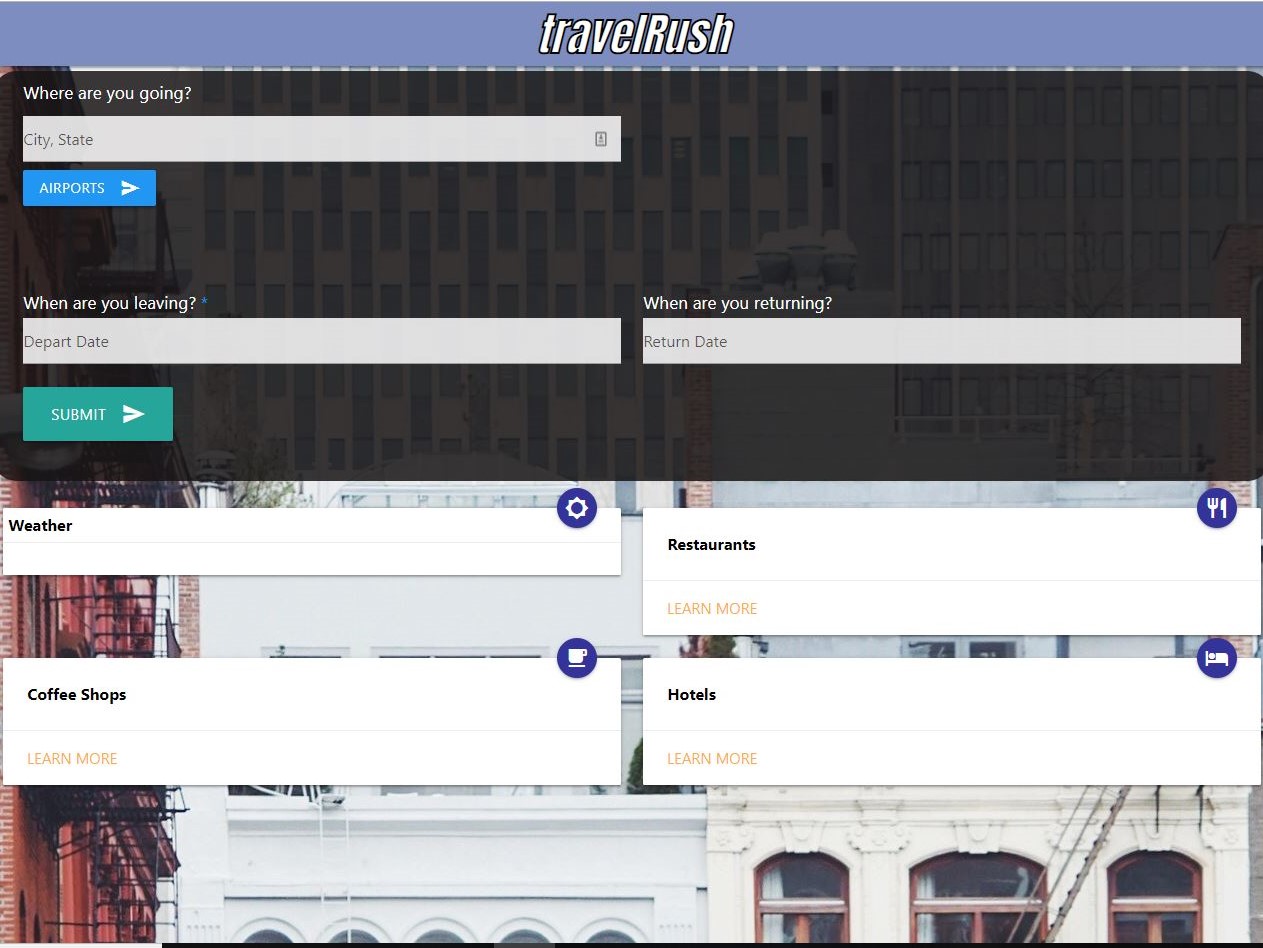 travelRush
Where are you going?
City, State
AIRPORTS
When are you leaving? *
When are you returning?
Depart Date
Return Date
SUBMIT
Weather
Restaurants
LEARN MORE
Coffee Shops
Hotels
LEARN MORE
LEARN MORE